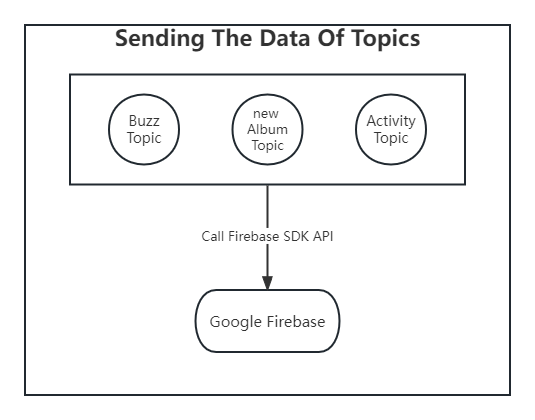 Sending The Data Of Topics
Buzz
Topic
new
Album
Topic
Activity
Topic
Call Firebase SDK API
Google Firebase